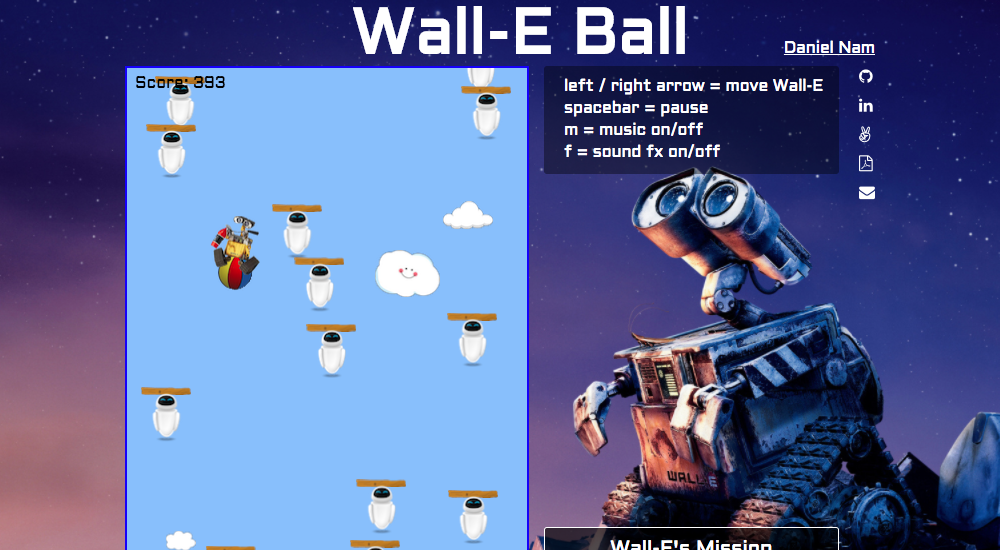 Wall-E Ball
Daniel Nam
Score: 393
left / right arrow = move Wall-E
spacebar = pause
m = music on/off
f = sound fx on/off
WALL·E
Wall-E's Mission